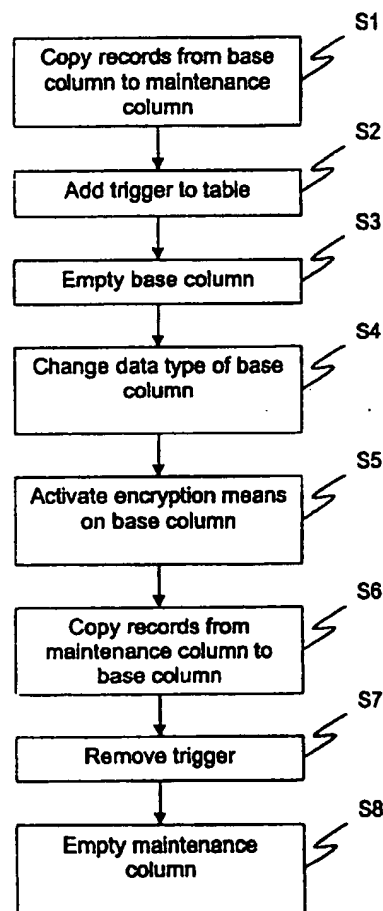 S1
Copy records from base
column to maintenance
column
S2
Add trigger to table
S3
Empty base column
S4
Change data type of base
column
S5
Activate encryption means
on base column
S6
Copy records from
maintenance column to
base column
S7
Remove trigger
S8
Empty maintenance
column